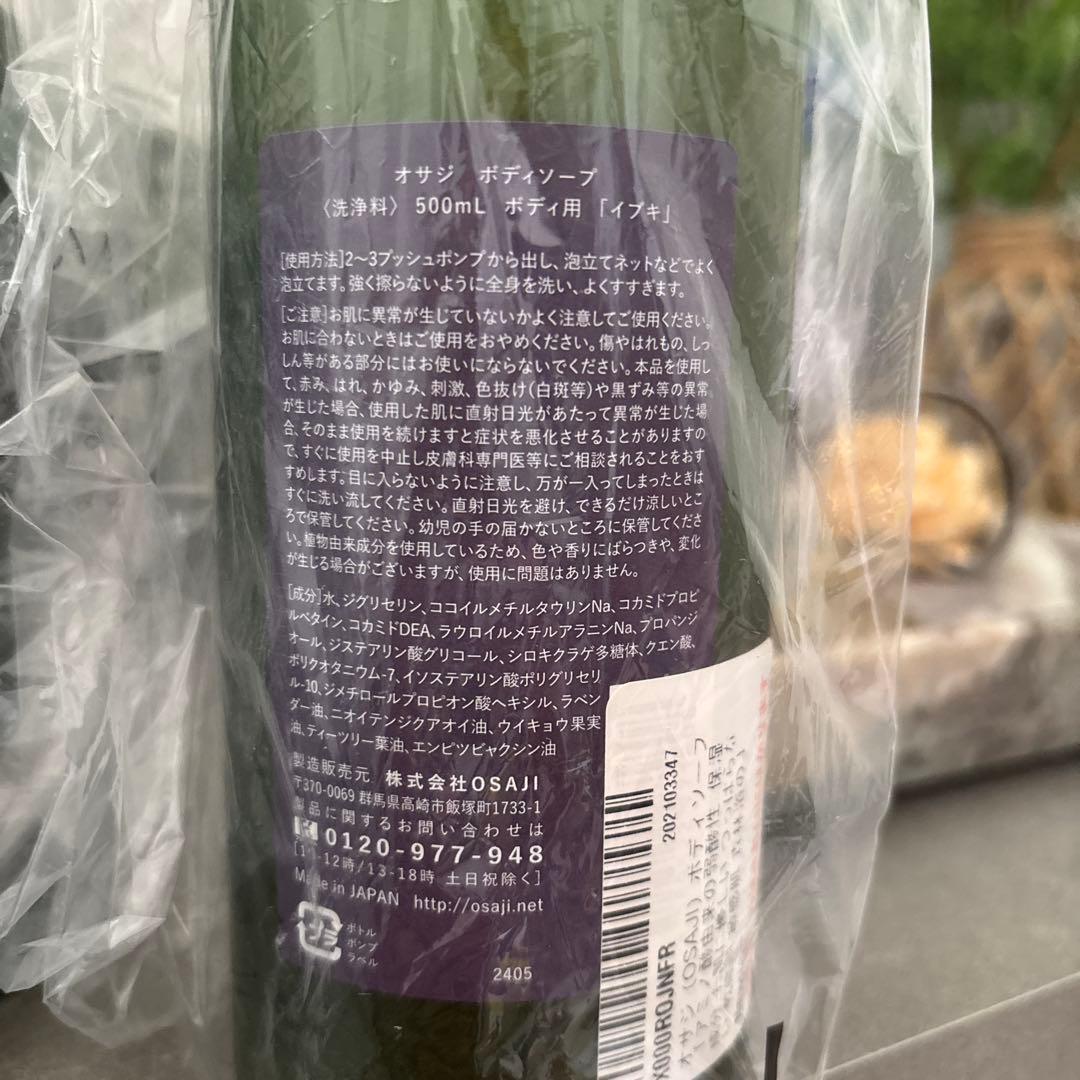 オサジ ボディソープ
〈洗浄料〉 500mL ボディ用 「イブキ」
[使用方法]2〜3プッシュポンプから出し、泡立てネットなどでよく
泡立てます。強く擦らないように全身を洗い、よくすすぎます。
[ご注意]お肌に異常が生じていないかよく注意してご使用ください。
お肌に合わないときはご使用をおやめください。傷やはれもの、しっ
しん等がある部分にはお使いにならないでください。本品を使用し
て、赤み、はれ、かゆみ、刺激、色抜け(白斑等)や黒ずみ等の異常
が生じた場合、使用した肌に直射日光があたって異常が生じた場
合、そのまま使用を続けますと症状を悪化させることがありますの
で、すぐに使用を中止し皮膚科専門医等にご相談されることをおす
すめします。目に入らないように注意し、万が一入ってしまったときは
すぐに洗い流してください。直射日光を避け、できるだけ涼しいとこ
ろで保管してください。幼児の手の届かないところに保管してくださ
い。植物由来成分を使用しているため、色や香りにばらつきや、変化
が生じる場合がございますが、使用に問題はありません。
[成分]水、ジグリセリン、ココイルメチルタウリンNa、コカミドプロピ
ルベタイン、コカミドDEA、ラウロイルメチルアラニンNa、プロパンジ
オール、ジステアリン酸グリコール、シロキクラゲ多糖体、クエン酸、
ポリクオタニウム-7、イソステアリン酸ポリグリセリ
ル-10、ジメチロールプロピオン酸ヘキシル、ラベン
ダー油、ニオイテンジクアオイ油、ウイキョウ果実
油、ティーツリー葉油、エンピツビャクシン油
製造販売元 株式会社OSAJI
〒370-0069 群馬県高崎市飯塚町1733-1
製品に関するお問い合わせは
0120-977-948
-12時/13-18時 土日祝除く]
Made in JAPAN http://osaji.net
プラ
ボトル
ポンプ
ラベル
2405
202103347
X000ROJNFR
オサジ (OSAJI) ボディソープ
アミノ酸由来の弱酸性 保湿